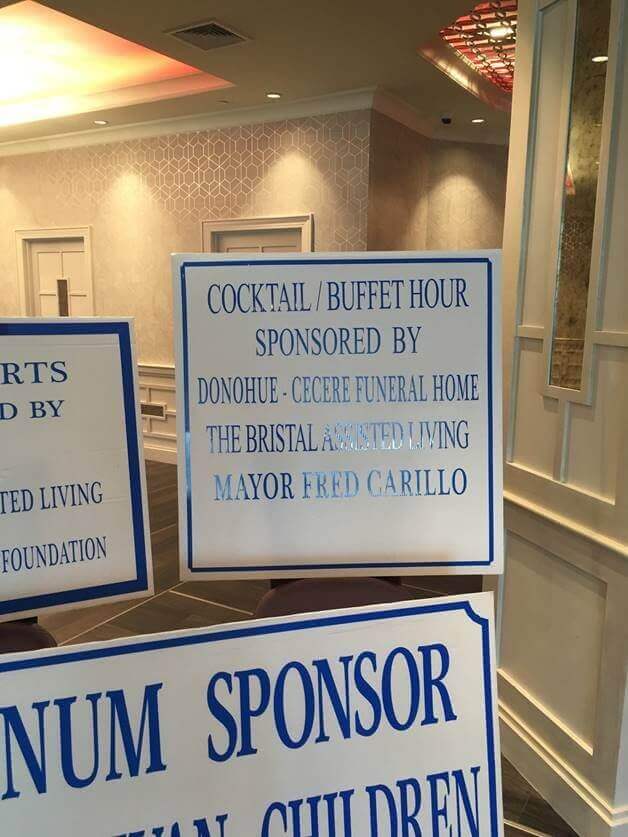 COCKTAIL / BUFFET HOUR
SPONSORED BY
DONOHUE - CECERE FUNERAL HOME
THE BRISTAL ASSISTED LIVING
MAYOR FRED CARILLO
RTS
D BY
TED LIVING
FOUNDATION
NUM SPONSOR
CHILDREN